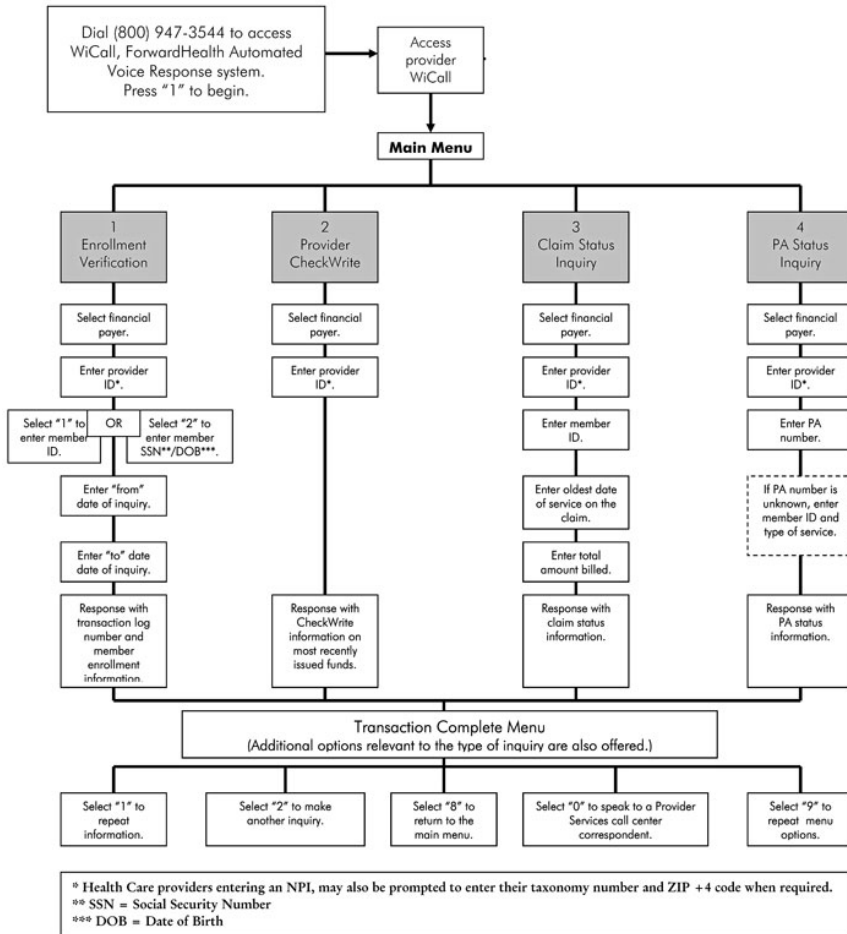 Dial (800) 947-3544 to access
WiCall, ForwardHealth Automated
Voice Response system.
Press "1" to begin.
Access
provider
WiCall
Main Menu
1
Enrollment
Verification
2
Provider
CheckWrite
3
Claim Status
Inquiry
4
PA Status
Inquiry
Select financial
payer.
Select financial
payer.
Select financial
payer.
Select financial
payer.
Enter provider
ID*.
Enter provider
ID*.
Enter provider
ID*.
Enter provider
ID*.
Select "1" to
enter member
ID.
OR
Select "2" to
enter member
SSN**/DOB***.
Enter member
ID.
Enter PA
number.
Enter "from"
date of inquiry.
Enter oldest date
of service on the
claim.
If PA number is
unknown, enter
member ID and
type of service.
Enter "to" date
date of inquiry.
Enter total
amount billed.
Response with
transaction log
number and
member
enrollment
information.
Response with
CheckWrite
information on
most recently
issued funds.
Response with
claim status
information.
Response with
PA status
information.
Transaction Complete Menu
(Additional options relevant to the type of inquiry are also offered.)
Select "1" to
repeat
information.
Select "2" to make
another inquiry.
Select "8" to
return to the
main menu.
Select "0" to speak to a Provider
Services call center
correspondent.
Select "9" to
repeat menu
options.
* Health Care providers entering an NPI, may also be prompted to enter their taxonomy number and ZIP +4 code when required.
** SSN = Social Security Number
*** DOB = Date of Birth